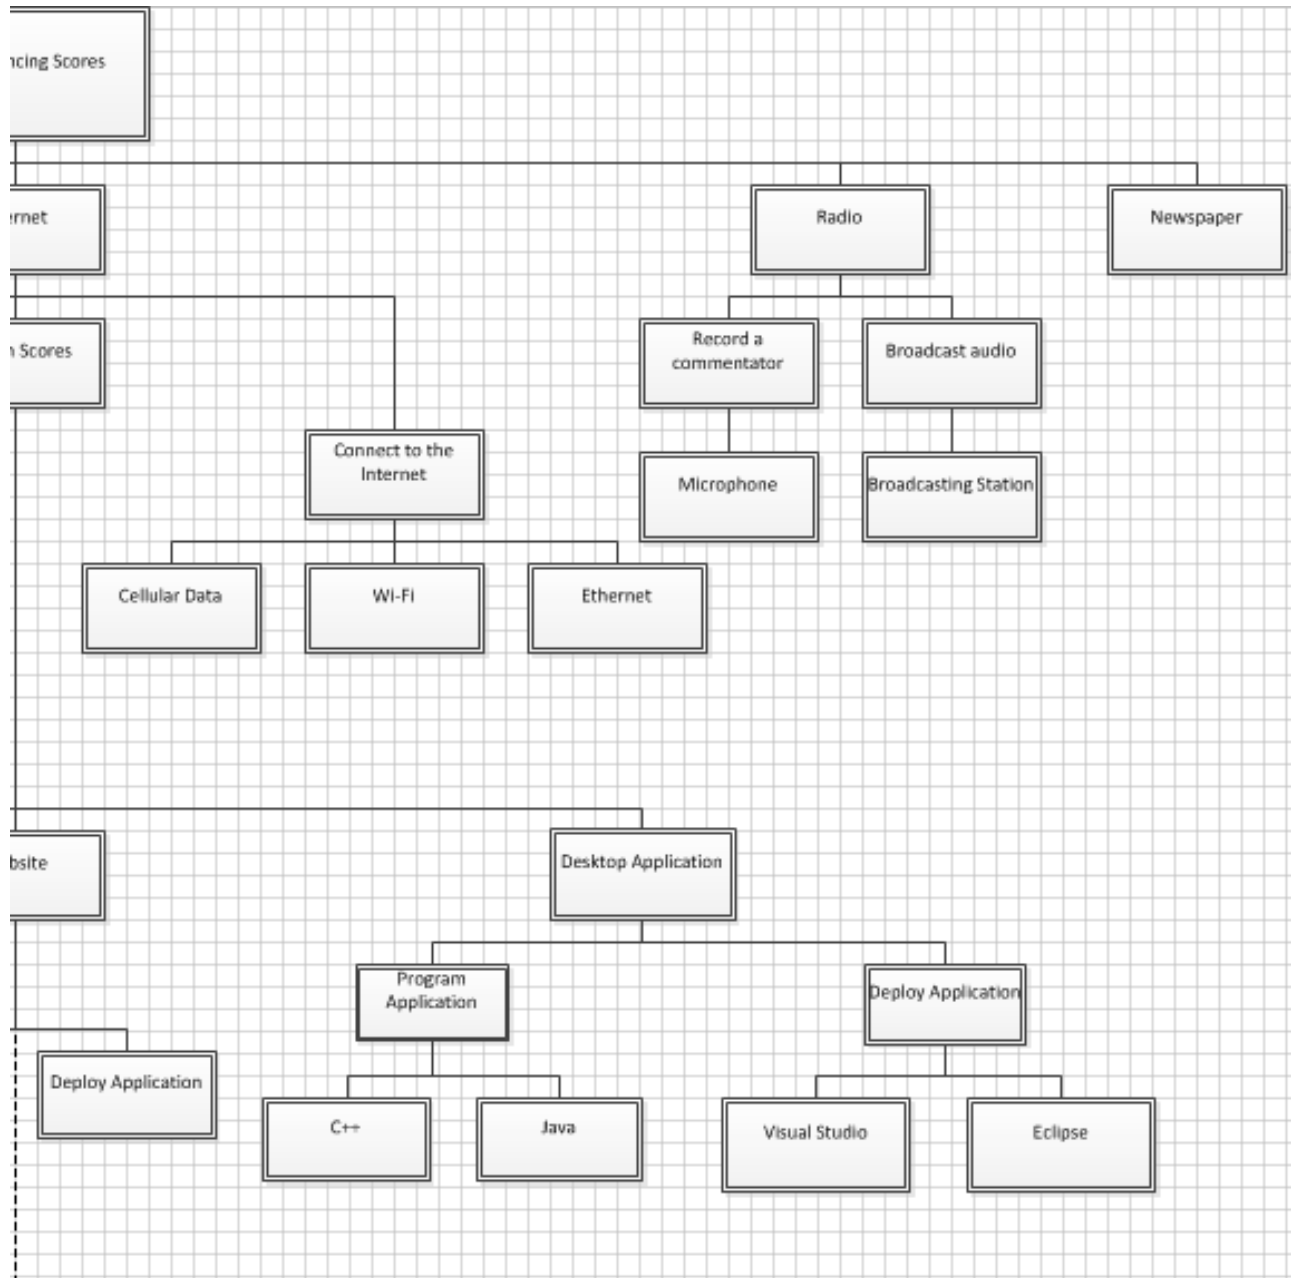 ncing Scores
ernet
Radio
Newspaper
n Scores
Record a
commentator
Broadcast audio
Connect to the
Internet
Microphone
Broadcasting Station
Cellular Data
Wi-Fi
Ethernet
bsite
Desktop Application
Program
Application
Deploy Application
Deploy Application
C++
Java
Visual Studio
Eclipse